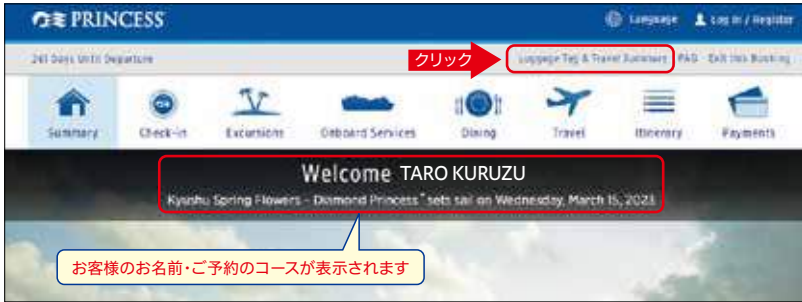 PRINCESS
Language
Log in / Register
241 Days Until Departure
クリック
Luggage Tag & Travel Summary
FAQ - Exit this Booking
Summary
Check-in
Excursions
Onboard Services
Dining
Travel
Itinerary
Payments
Welcome TARO KURUZU
Kyushu Spring Flowers - Diamond Princess® sets sail on Wednesday, March 15, 2023
お客様のお名前・ご予約のコースが表示されます